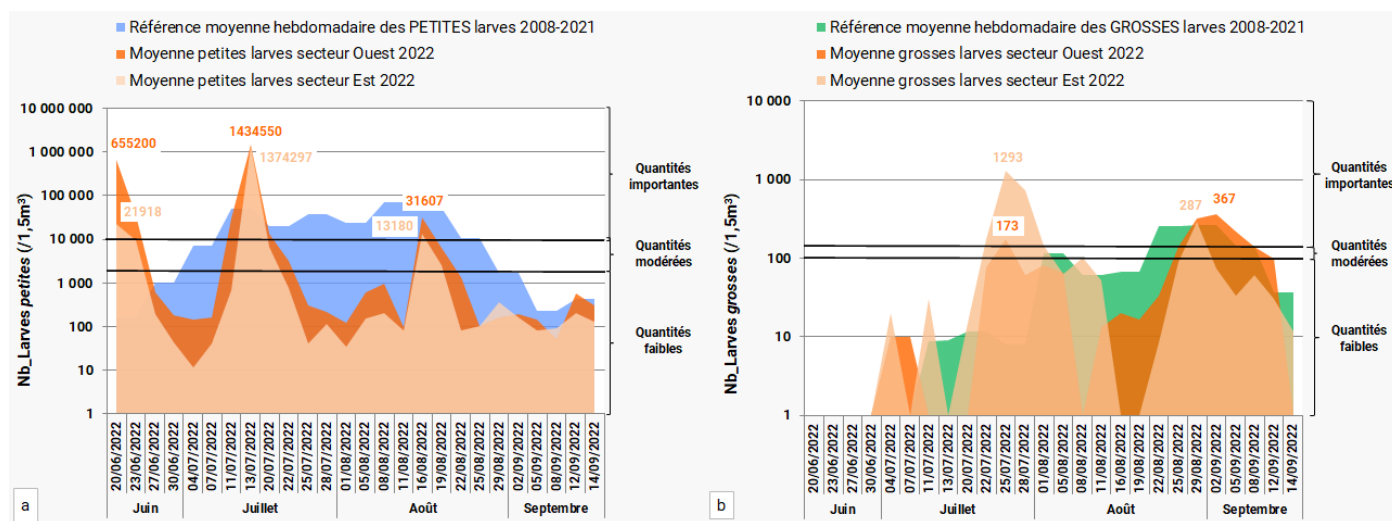 Référence moyenne hebdomadaire des PETITES larves 2008-2021
Moyenne petites larves secteur Ouest 2022
Moyenne petites larves secteur Est 2022
Nb_Larves petites (/1,5m³)
10 000 000
1 000 000
100 000
10 000
1 000
100
10
1
655200
21918
1434550
1374297
13180
31607
Quantités
importantes
Quantités
modérées
Quantités
faibles
20/06/2022
23/06/2022
27/06/2022
30/06/2022
04/07/2022
07/07/2022
11/07/2022
13/07/2022
20/07/2022
22/07/2022
25/07/2022
28/07/2022
01/08/2022
05/08/2022
08/08/2022
11/08/2022
16/08/2022
18/08/2022
22/08/2022
25/08/2022
29/08/2022
02/09/2022
05/09/2022
09/09/2022
12/09/2022
14/09/2022
Juin
Juillet
Août
Septembre
a
Référence moyenne hebdomadaire des GROSSES larves 2008-2021
Moyenne grosses larves secteur Ouest 2022
Moyenne grosses larves secteur Est 2022
Nb_Larves grosses (/1,5m³)
10 000
1 000
100
10
1
1293
173
287
367
Quantités
importantes
Quantités
modérées
Quantités
faibles
20/06/2022
23/06/2022
27/06/2022
30/06/2022
04/07/2022
07/07/2022
11/07/2022
13/07/2022
20/07/2022
22/07/2022
25/07/2022
28/07/2022
01/08/2022
05/08/2022
08/08/2022
11/08/2022
16/08/2022
19/08/2022
22/08/2022
25/08/2022
29/08/2022
02/09/2022
05/09/2022
09/09/2022
12/09/2022
14/09/2022
Juin
Juillet
Août
Septembre
b